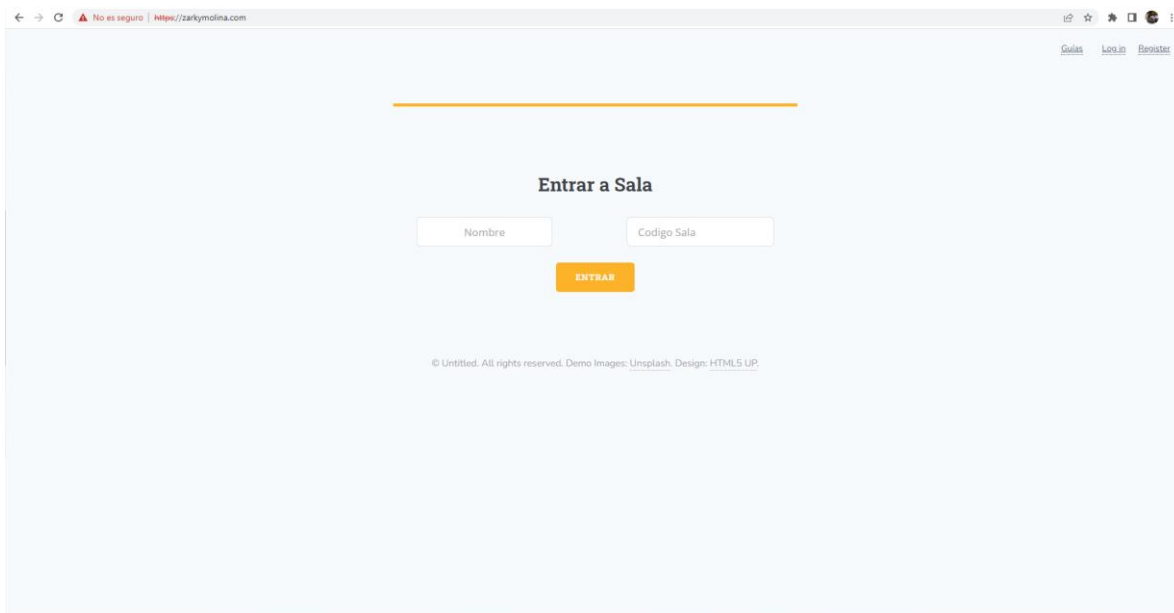 No es seguro | https://zarkymolina.com
Guías Log in Register
Entrar a Sala
Nombre Codigo Sala
ENTRAR
© Untitled. All rights reserved. Demo Images: Unsplash. Design: HTML5 UP.